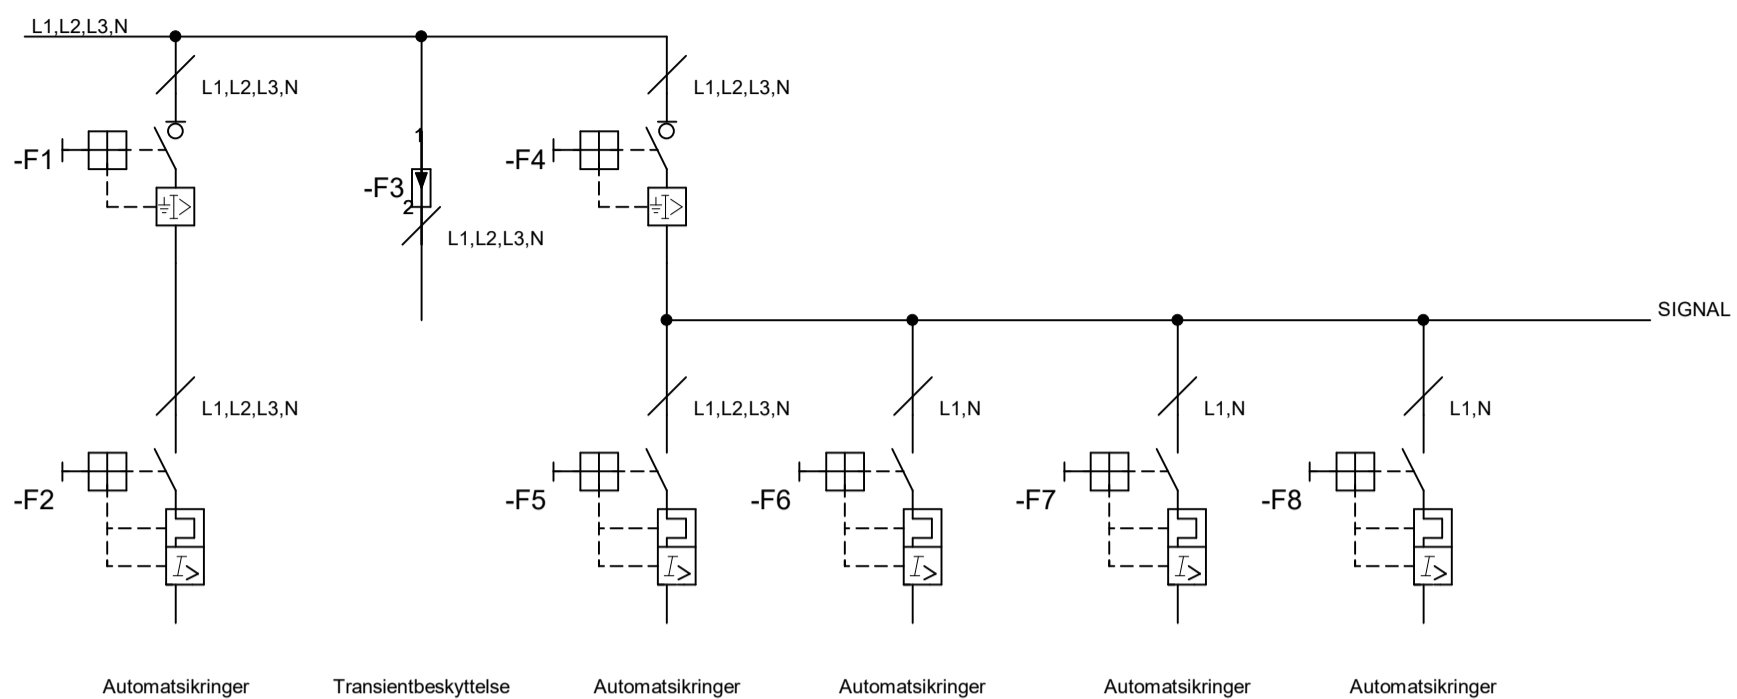 L1,L2,L3,N
L1,L2,L3,N
L1,L2,L3,N
1
-F1
-F3
-F4
2
L1,L2,L3,N
I>
I>
SIGNAL
L1,L2,L3,N
L1,L2,L3,N
L1,N
L1,N
L1,N
-F2
-F5
-F6
-F7
-F8
I>
I>
I>
I>
I>
Automatsikringer
Transientbeskyttelse
Automatsikringer
Automatsikringer
Automatsikringer
Automatsikringer